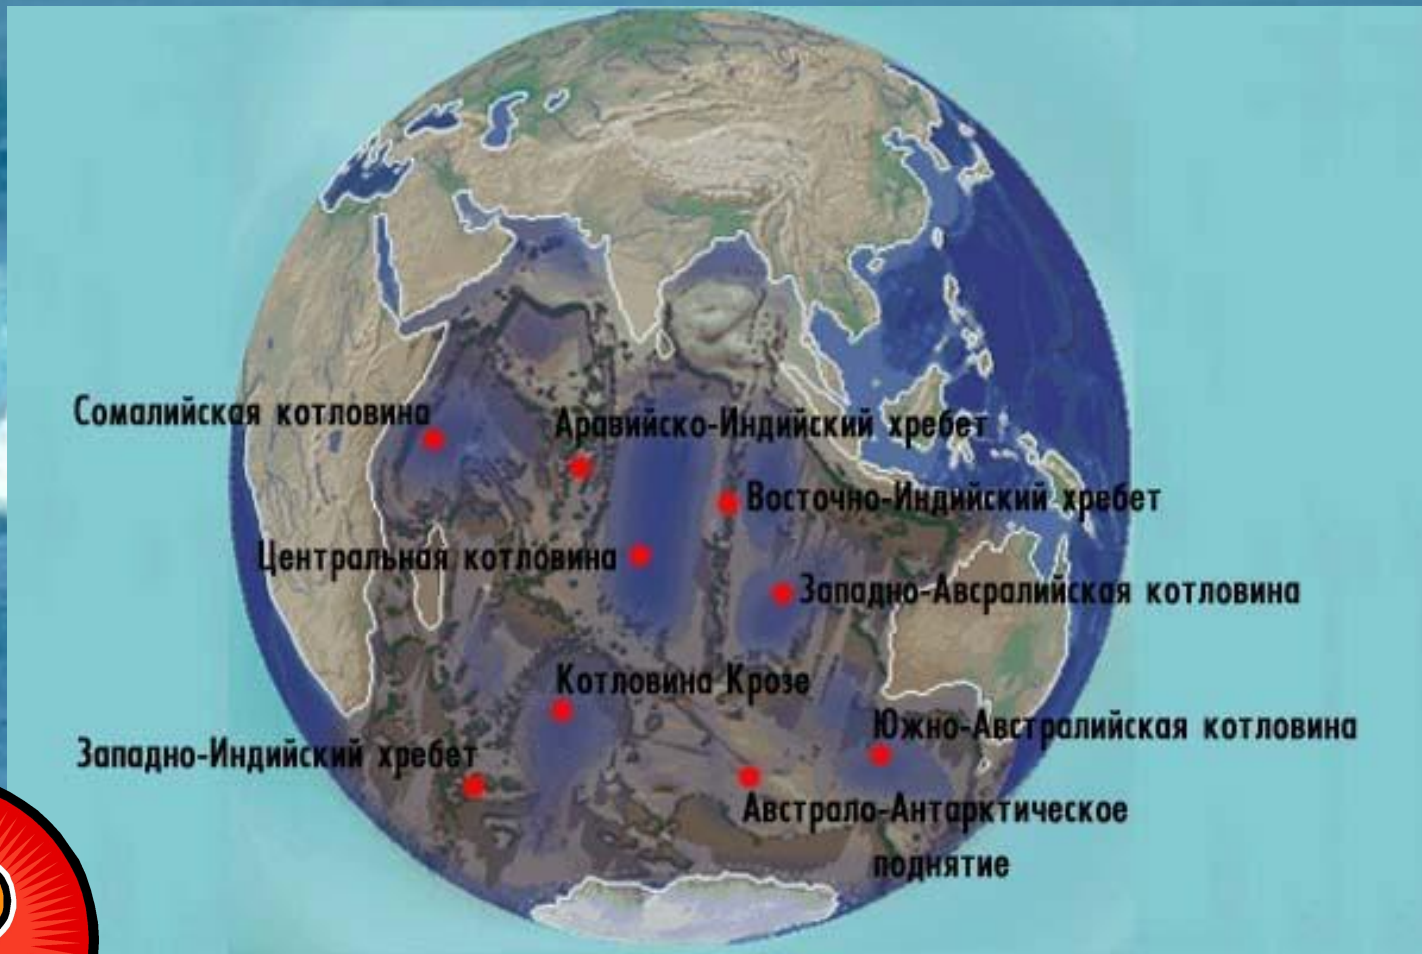 Сомалийская котловина
Аравийско-Индийский хребет
Восточно-Индийский хребет
Центральная котловина
Западно-Авсралийская котловина
Котловина Крозе
Южно-Австралийская котловина
Западно-Индийский хребет
Австрало-Антарктическое
поднятие